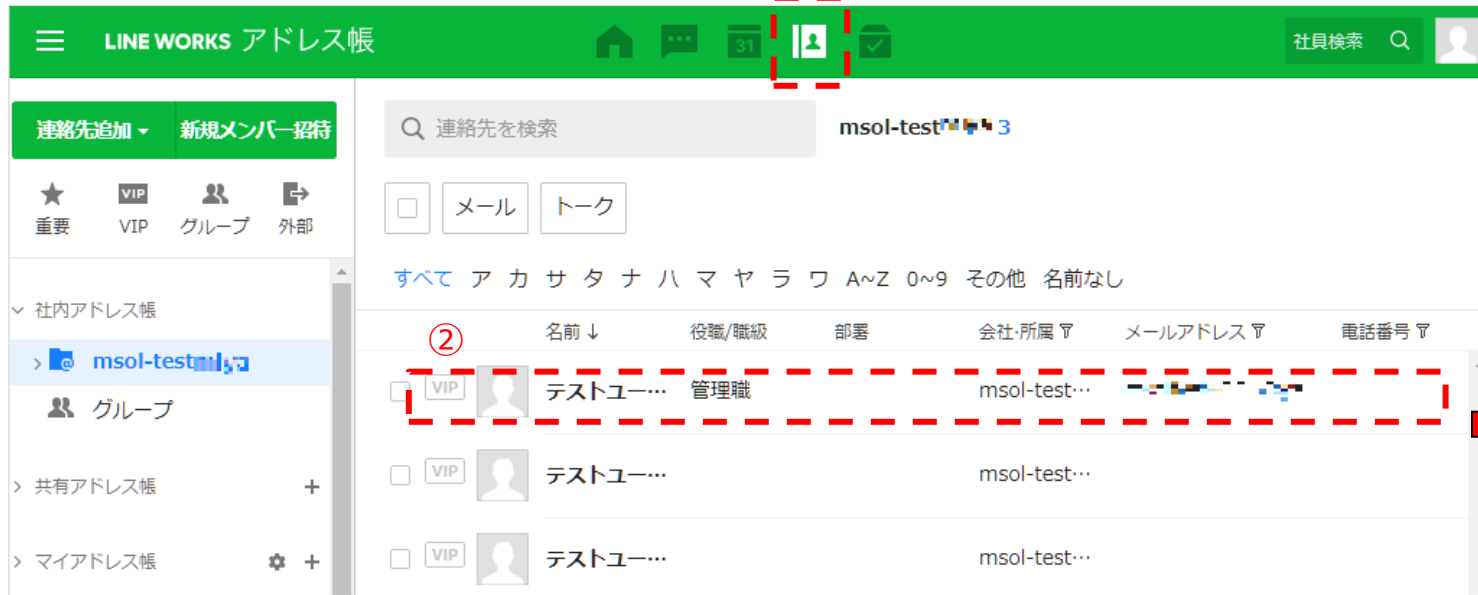 LINE WORKS アドレス帳
31
社員検索
連絡先追加
新規メンバー招待
連絡先を検索
msol-test 3
重要
VIP
VIP
グループ
外部
メール
トーク
すべて ア カ サ タ ナ ハ マ ヤ ラ ワ A~Z 0~9 その他 名前なし
社内アドレス帳
msol-test
グループ
共有アドレス帳
マイアドレス帳
②
名前↓ 役職/職級 部署 会社·所属 メールアドレス 電話番号
VIP テストユー… 管理職 msol-test…
VIP テストユー… msol-test…
VIP テストユー… msol-test…